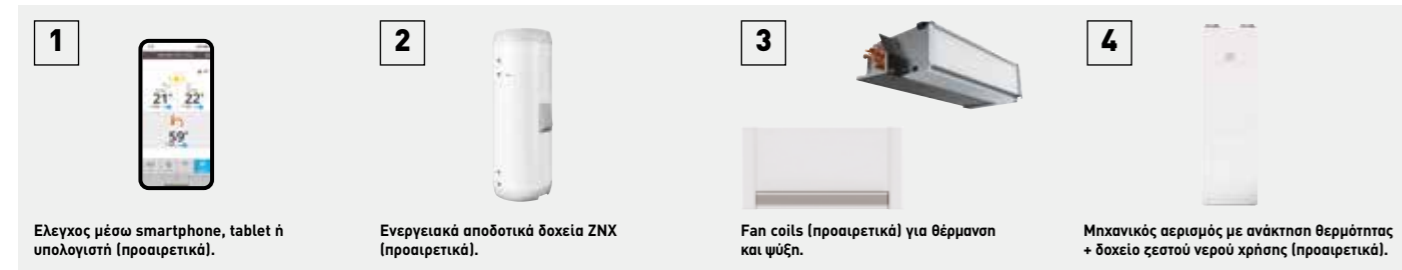 1
Ελεγχος μέσω smartphone, tablet ή
υπολογιστή (προαιρετικά).
2
Ενεργειακά αποδοτικά δοχεία ΖΝΧ
(προαιρετικά).
3
Fan coils (προαιρετικά) για θέρμανση
και ψύξη.
4
Μηχανικός αερισμός με ανάκτηση θερμότητας
+ δοχείο ζεστού νερού χρήσης (προαιρετικά).
21° 22°
59°